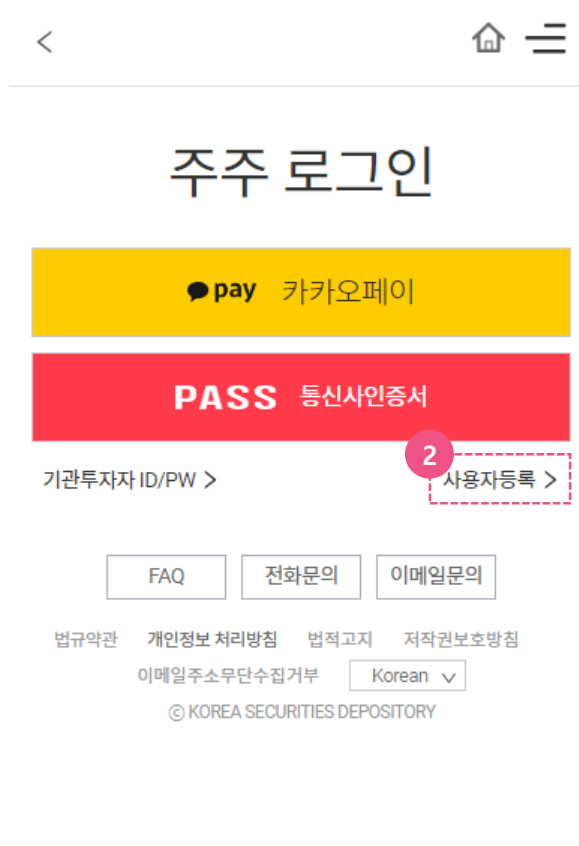 주주 로그인
pay 카카오페이
PASS 통신사인증서
2
기관투자자 ID/PW > 사용자등록 >
FAQ 전화문의 이메일문의
법규약관 개인정보 처리방침 법적고지 저작권보호방침
이메일주소무단수집거부 Korean
ⓒ KOREA SECURITIES DEPOSITORY